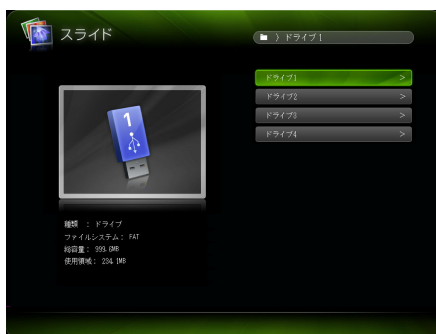 スライド
〉ドライブ1
ドライブ1 >
ドライブ2 >
ドライブ3 >
ドライブ4 >
1
種類 : ドライブ
ファイルシステム: FAT
総容量: 999.6MB
使用領域: 234.1MB